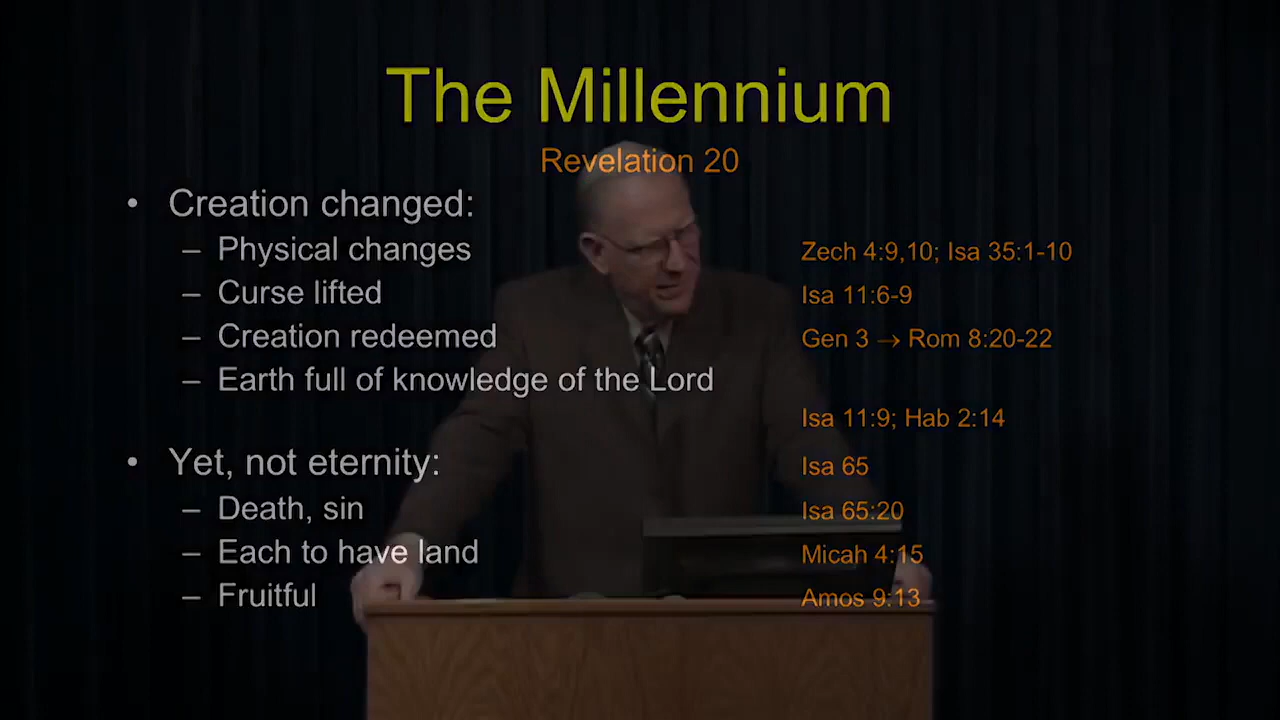 The Millennium
Revelation 20
• Creation changed:
– Physical changes Zech 4:9,10; Isa 35:1-10
– Curse lifted Isa 11:6-9
– Creation redeemed Gen 3 → Rom 8:20-22
– Earth full of knowledge of the Lord
Isa 11:9; Hab 2:14
• Yet, not eternity: Isa 65
– Death, sin Isa 65:20
– Each to have land Micah 4:15
– Fruitful Amos 9:13